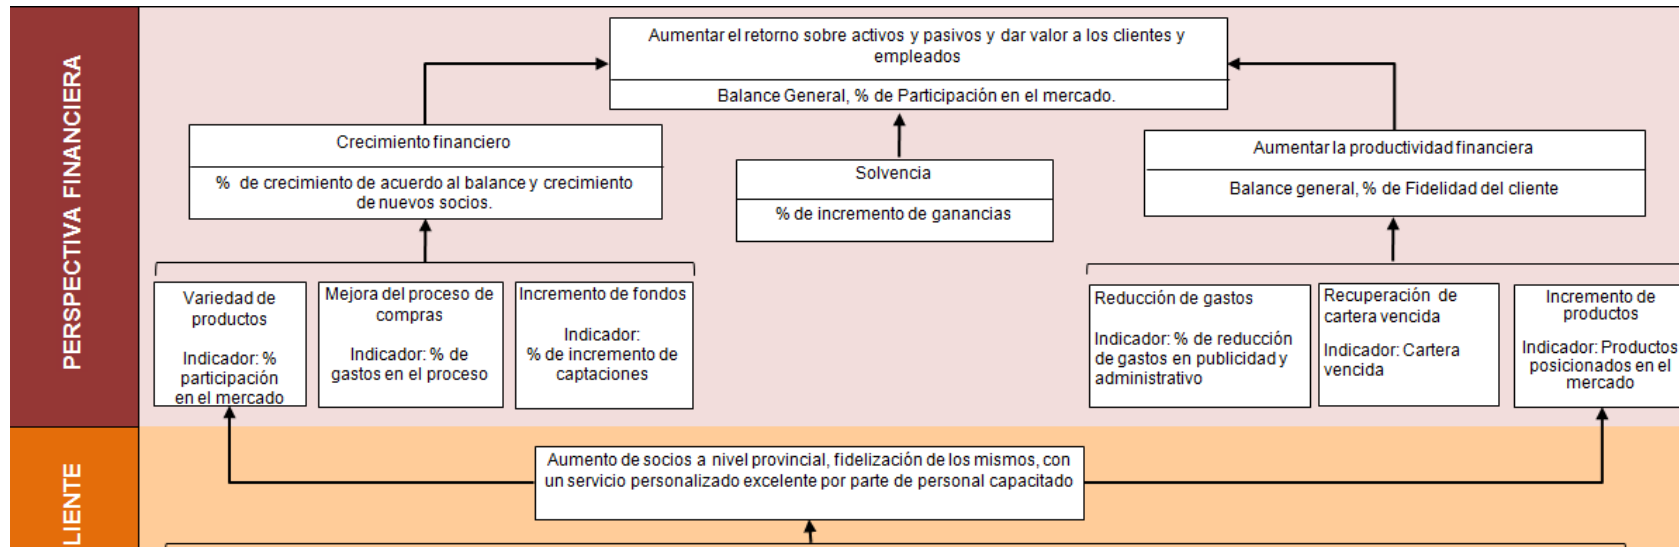 PERSPECTIVA FINANCIERA
Aumentar el retorno sobre activos y pasivos y dar valor a los clientes y
empleados
Balance General, % de Participación en el mercado.
Crecimiento financiero
% de crecimiento de acuerdo al balance y crecimiento
de nuevos socios.
Solvencia
% de incremento de ganancias
Aumentar la productividad financiera
Balance general, % de Fidelidad del cliente
Variedad de
productos
Indicador: %
participación
en el mercado
Mejora del proceso de
compras
Indicador: % de
gastos en el proceso
Incremento de fondos
Indicador:
% de incremento de
captaciones
Reducción de gastos
Indicador: % de reducción
de gastos en publicidad y
administrativo
Recuperación de
cartera vencida
Indicador: Cartera
vencida
Incremento de
productos
Indicador: Productos
posicionados en el
mercado
LIENTE
Aumento de socios a nivel provincial, fidelización de los mismos, con
un servicio personalizado excelente por parte de personal capacitado